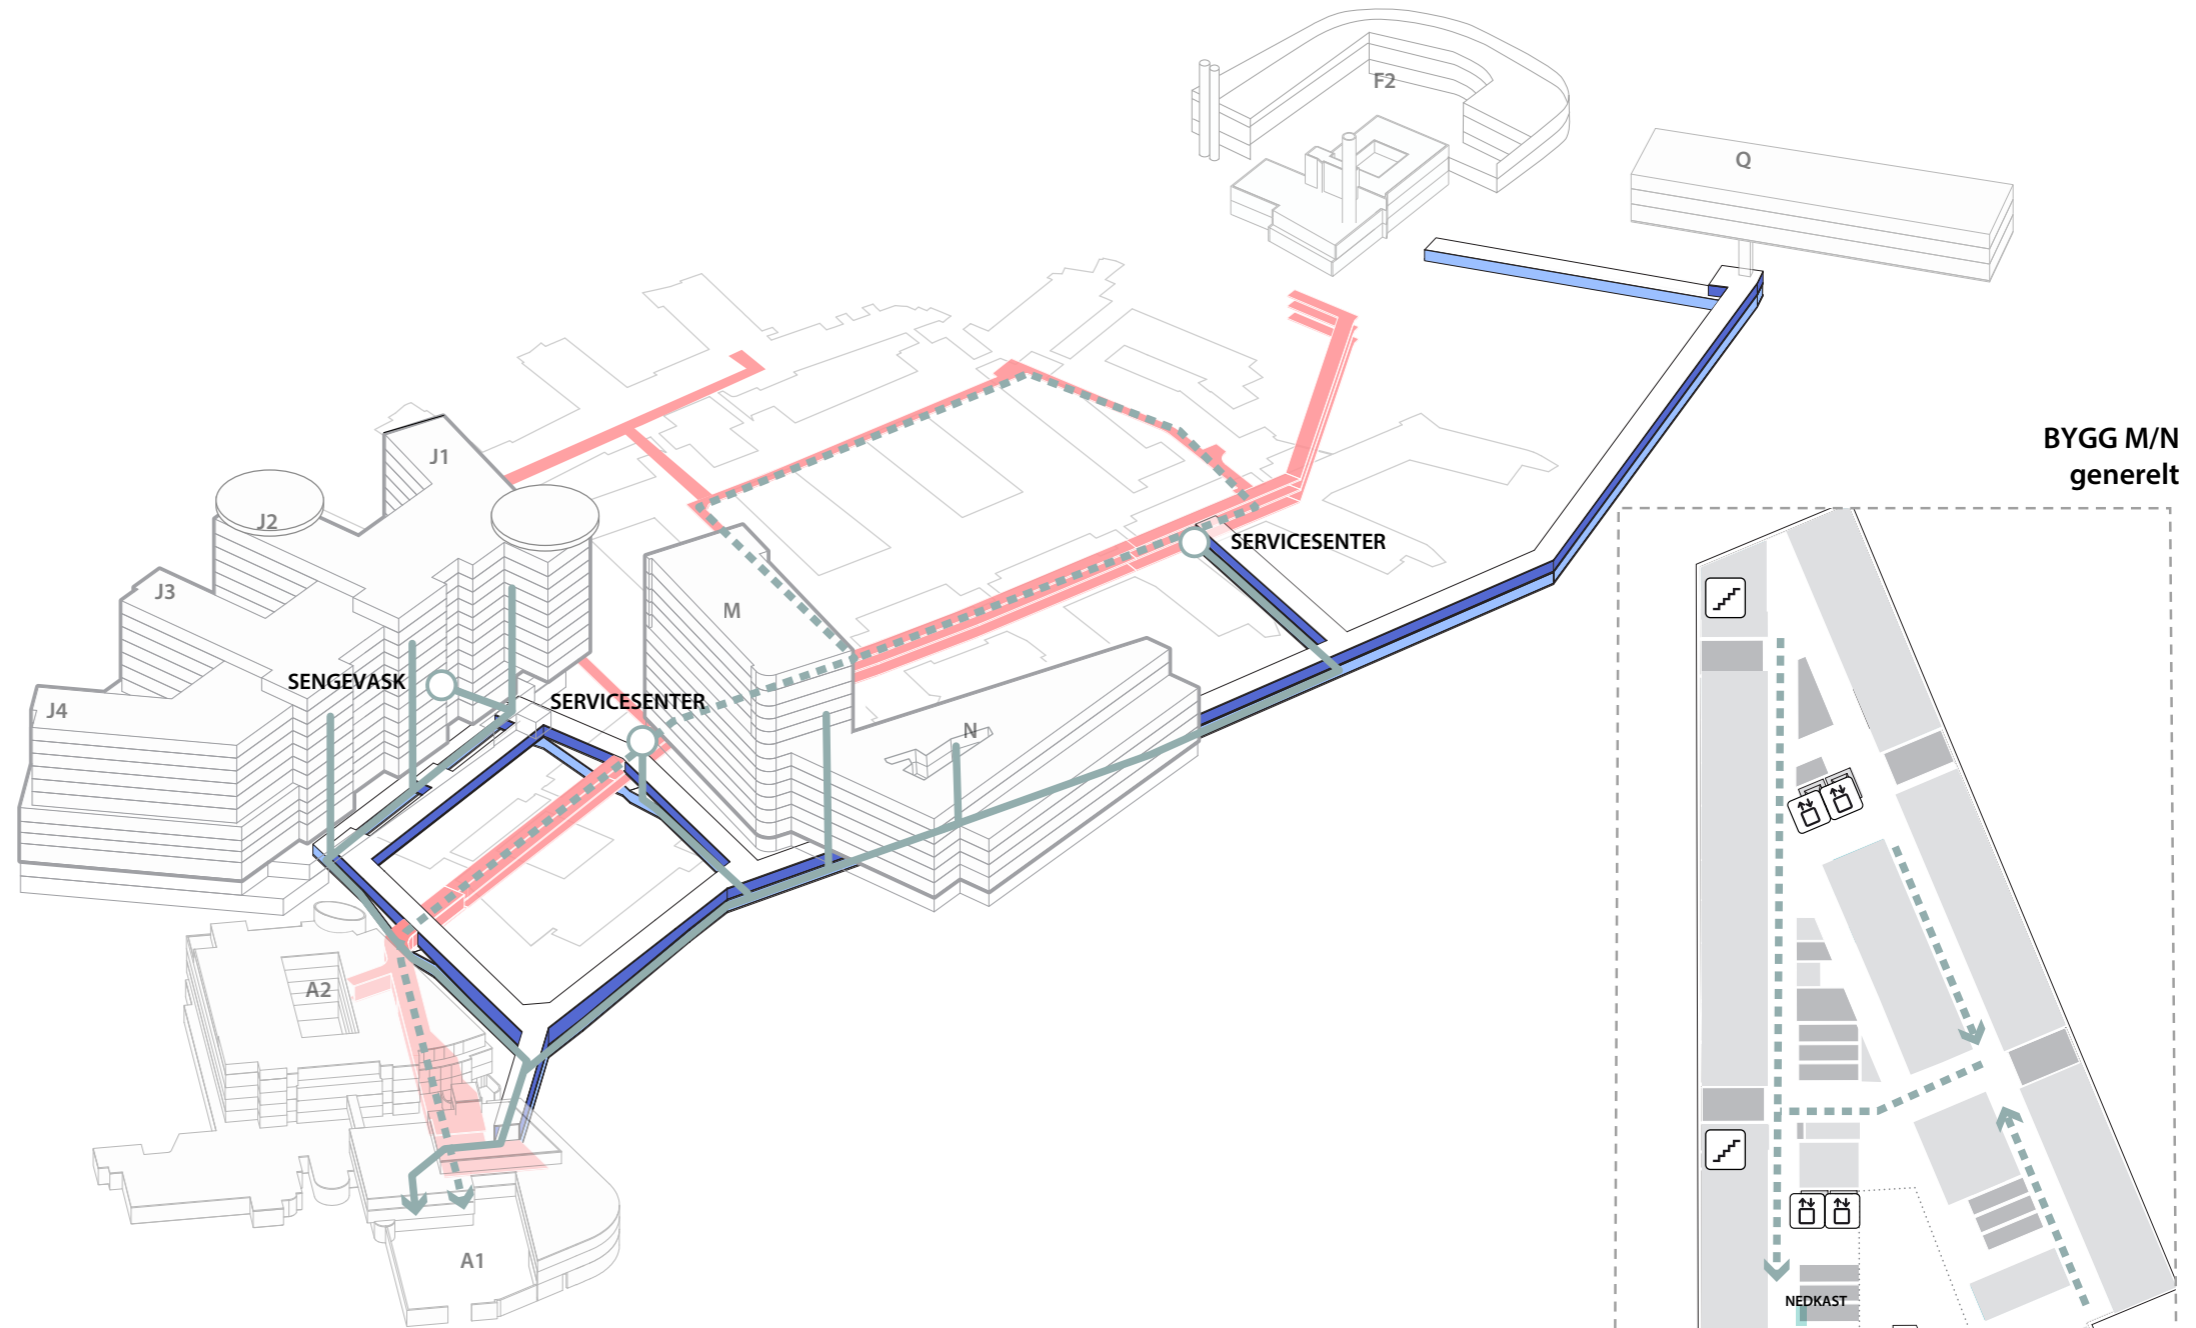 F2
Q
BYGG M/N
generelt
J1
J2
SERVICESENTER
J3
M
SENGEVASK
SERVICESENTER
J4
N
A2
A1
NEDKAST